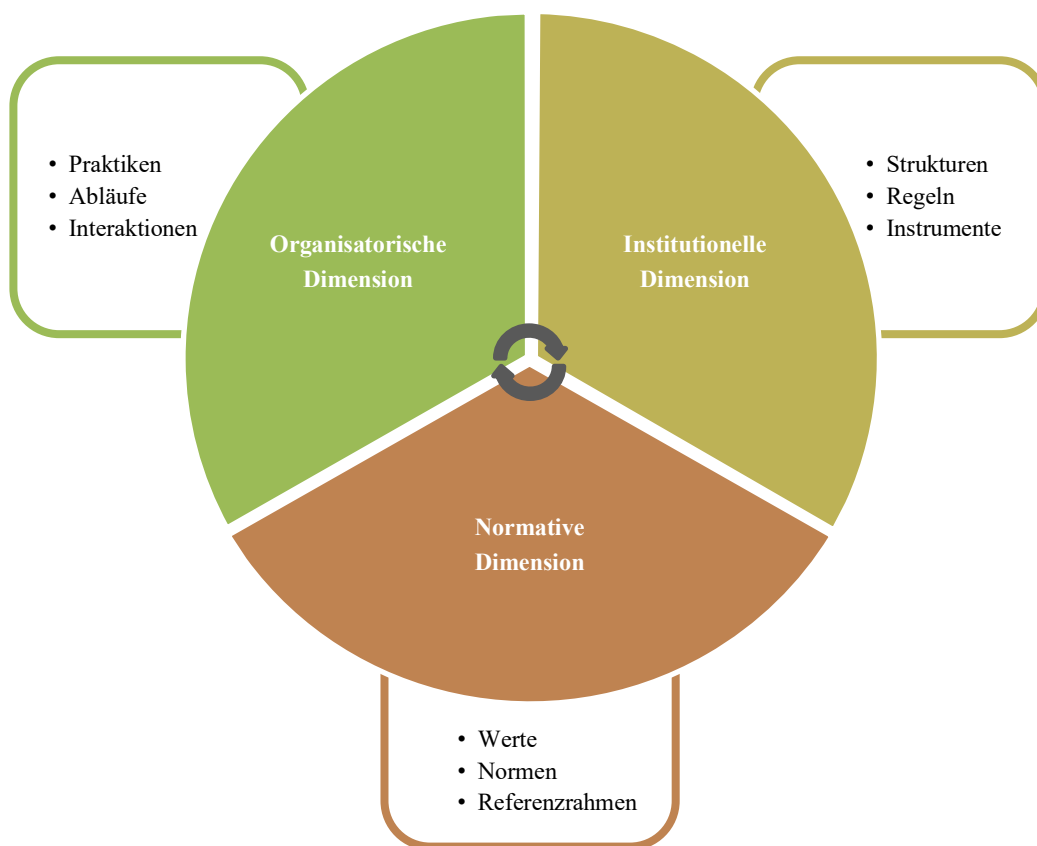 • Praktiken
• Abläufe
• Interaktionen
Organisatorische
Dimension
Institutionelle
Dimension
• Strukturen
• Regeln
• Instrumente
Normative
Dimension
• Werte
• Normen
• Referenzrahmen